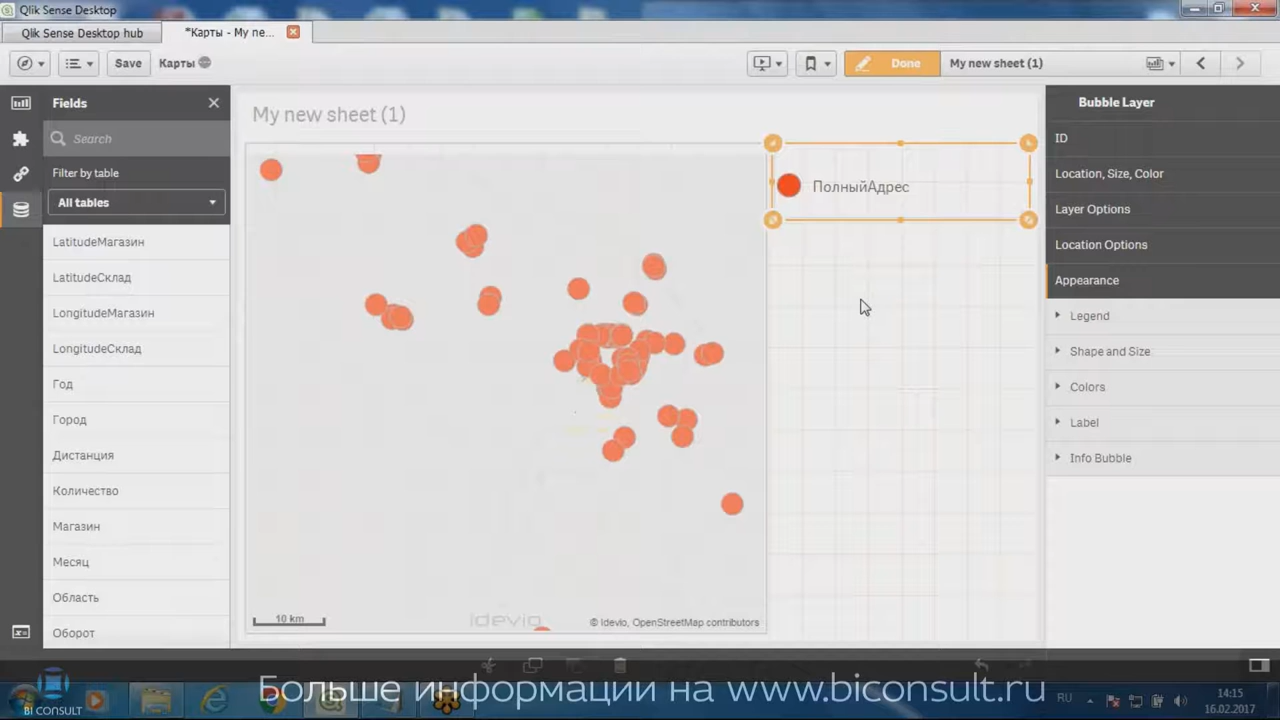 Qlik Sense Desktop
Qlik Sense Desktop hub
*Карты - My ne...
Save
Карты
Done
My new sheet (1)
Fields
Search
Filter by table
All tables
LatitudeМагазин
LatitudeСклад
LongitudeМагазин
LongitudeСклад
Год
Город
Дистанция
Количество
Магазин
Месяц
Область
Оборот
My new sheet (1)
ПолныйАдрес
10 km
idevio
© Idevio, OpenStreetMap contributors
Bubble Layer
ID
Location, Size, Color
Layer Options
Location Options
Appearance
Legend
Shape and Size
Colors
Label
Info Bubble
Больше информации на www.biconsult.ru
BI CONSULT
RU
14:15
16.02.2017